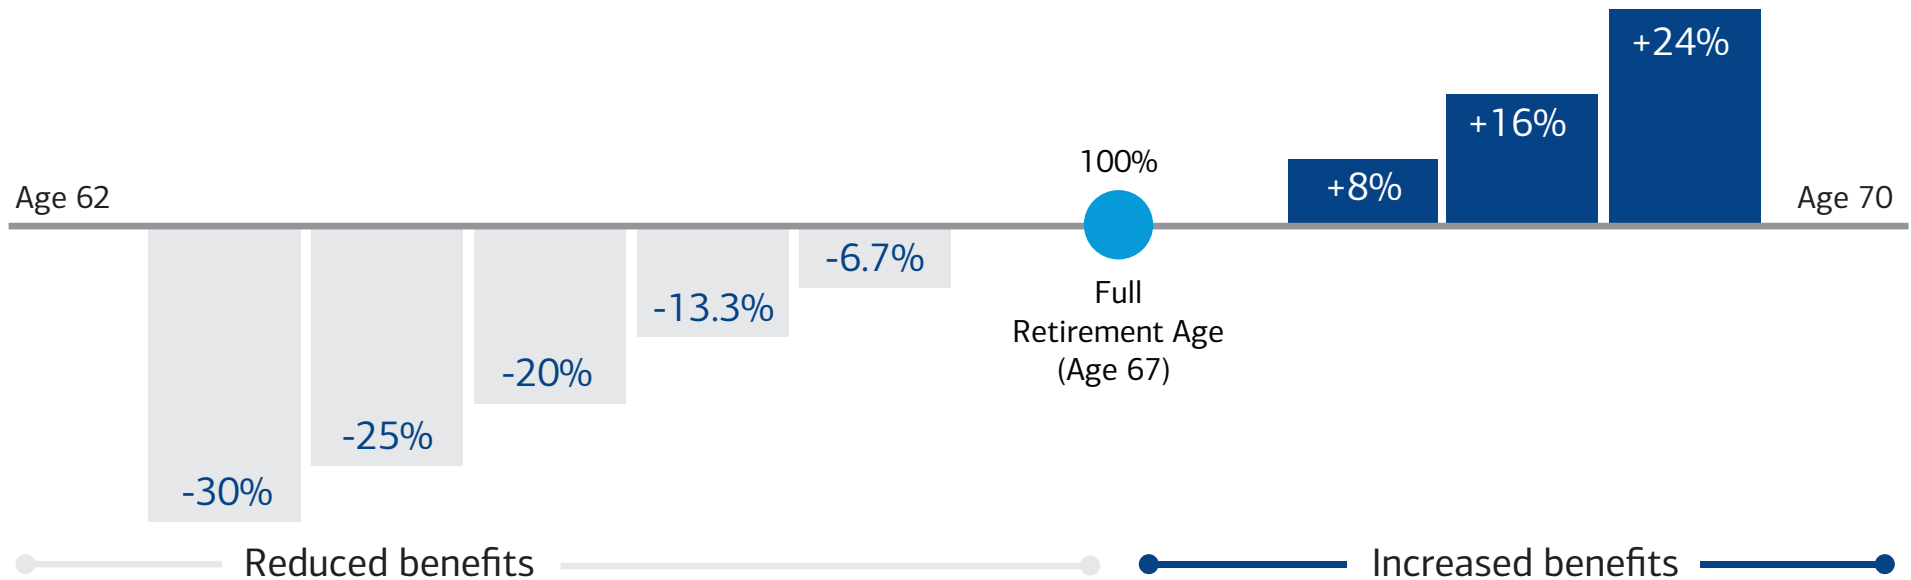 Age 62
-30%
-25%
-20%
-13.3%
-6.7%
100%
Full
Retirement Age
(Age 67)
+8%
+16%
+24%
Age 70
Reduced benefits
Increased benefits